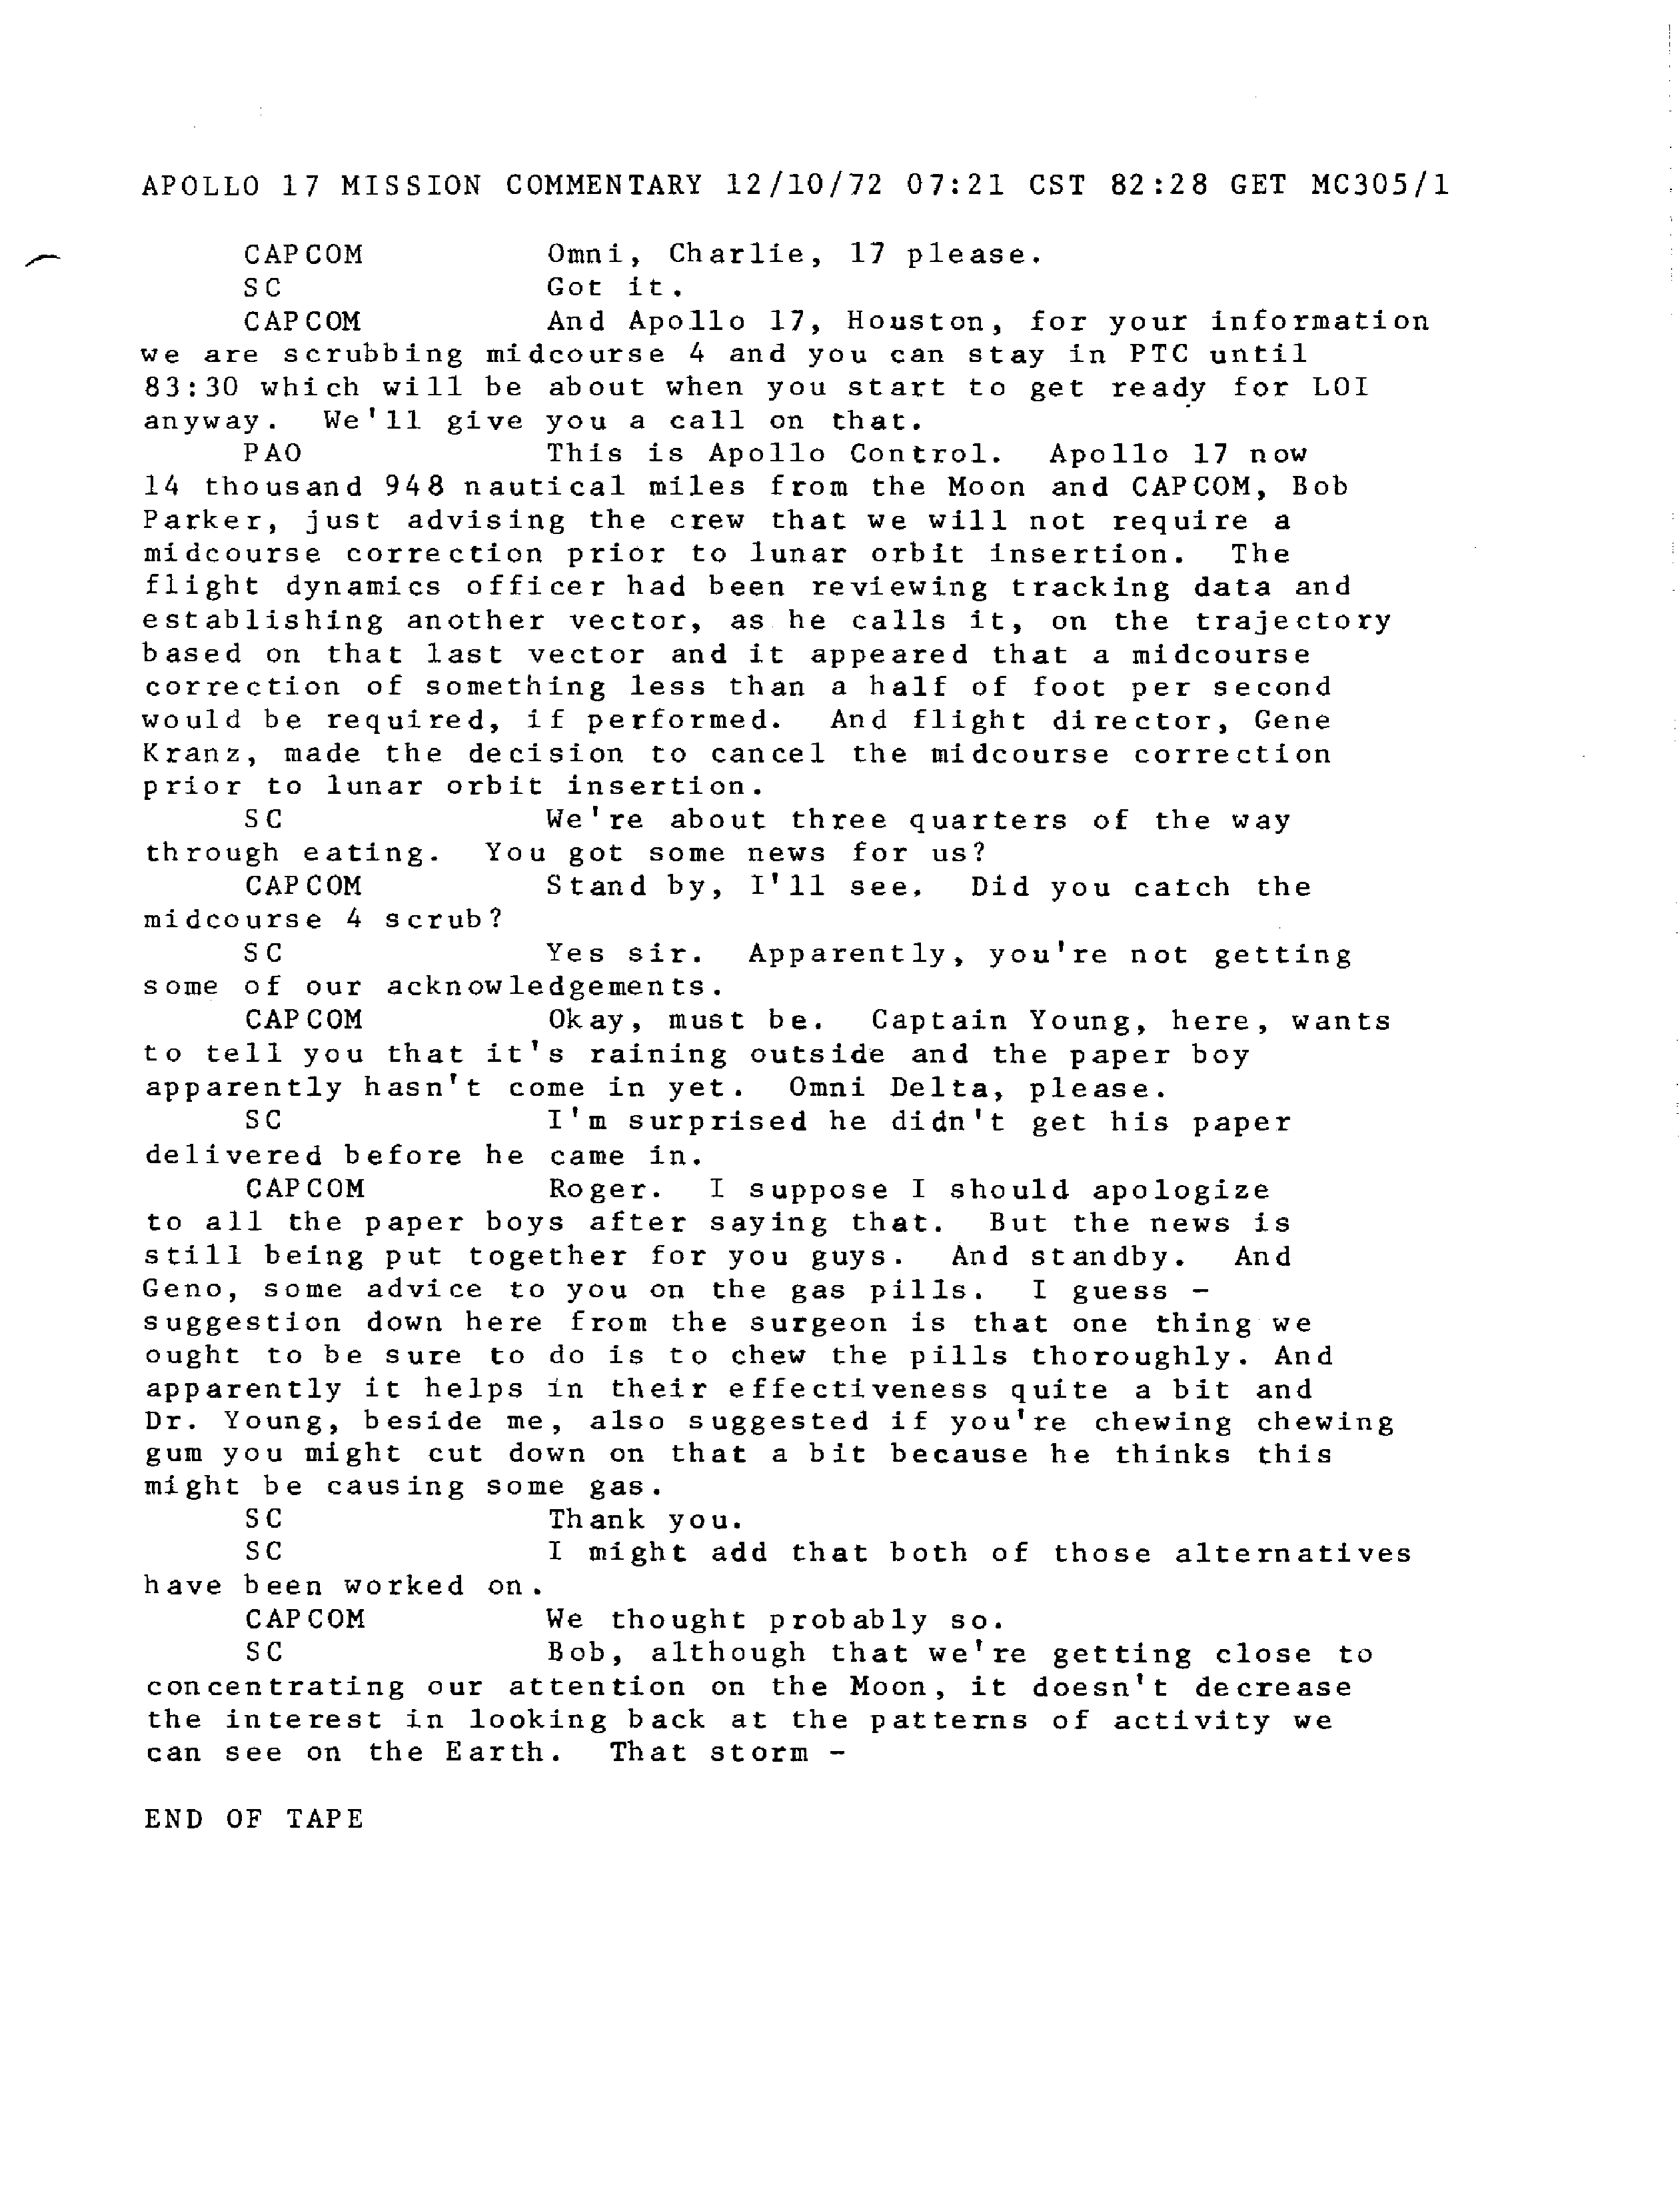 APOLLO 17 MISSION COMMENTARY 12/10/72 07:21 CST 82:28 GET MC305/1
CAPCOM Omni, Charlie, 17 please.
SC Got it.
CAPCOM And Apollo 17, Houston, for your information
we are scrubbing midcourse 4 and you can stay in PTC until
83:30 which will be about when you start to get ready for LOI
anyway. We'll give you a call on that.
PAO This is Apollo Control. Apollo 17 now
14 thousand 948 nautical miles from the Moon and CAPCOM, Bob
Parker, just advising the crew that we will not require a
midcourse correction prior to lunar orbit insertion. The
flight dynamics officer had been reviewing tracking data and
establishing another vector, as he calls it, on the trajectory
based on that last vector and it appeared that a midcourse
correction of something less than a half of foot per second
would be required, if performed. And flight director, Gene
Kranz, made the decision to cancel the midcourse correction
prior to lunar orbit insertion.
SC We're about three quarters of the way
through eating. You got some news for us?
CAPCOM Stand by, I'll see. Did you catch the
midcourse 4 scrub?
SC Yes sir. Apparently, you're not getting
some of our acknowledgements.
CAPCOM Okay, must be. Captain Young, here, wants
to tell you that it's raining outside and the paper boy
apparently hasn't come in yet. Omni Delta, please.
SC I'm surprised he didn't get his paper
delivered before he came in.
CAPCOM Roger. I suppose I should apologize
to all the paper boys after saying that. But the news is
still being put together for you guys. And standby. And
Geno, some advice to you on the gas pills. I guess -
suggestion down here from the surgeon is that one thing we
ought to be sure to do is to chew the pills thoroughly. And
apparently it helps in their effectiveness quite a bit and
Dr. Young, beside me, also suggested if you're chewing chewing
gum you might cut down on that a bit because he thinks this
might be causing some gas.
SC Thank you.
SC I might add that both of those alternatives
have been worked on.
CAPCOM We thought probably so.
SC Bob, although that we're getting close to
concentrating our attention on the Moon, it doesn't decrease
the interest in looking back at the patterns of activity we
can see on the Earth. That storm -
END OF TAPE